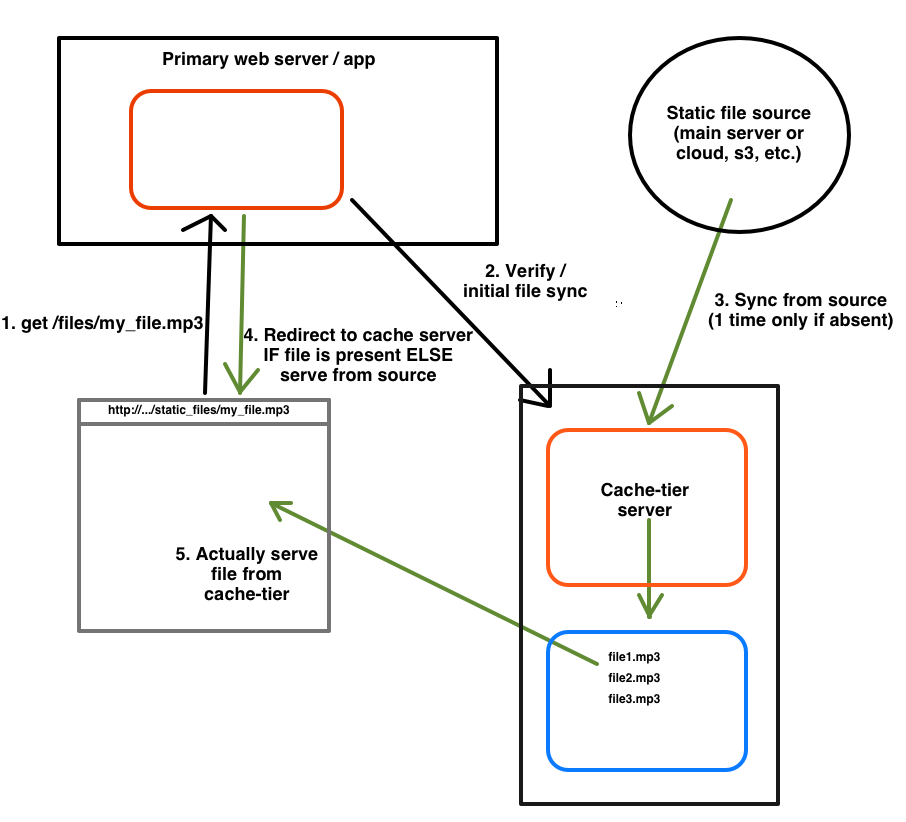 Primary web server / app
Static file source
(main server or
cloud, s3, etc.)
2. Verify /
initial file sync
3. Sync from source
(1 time only if absent)
1. get /files/my_file.mp3
4. Redirect to cache server
IF file is present ELSE
serve from source
http://.../static_files/my_file.mp3
Cache-tier
server
5. Actually serve
file from
cache-tier
file1.mp3
file2.mp3
file3.mp3